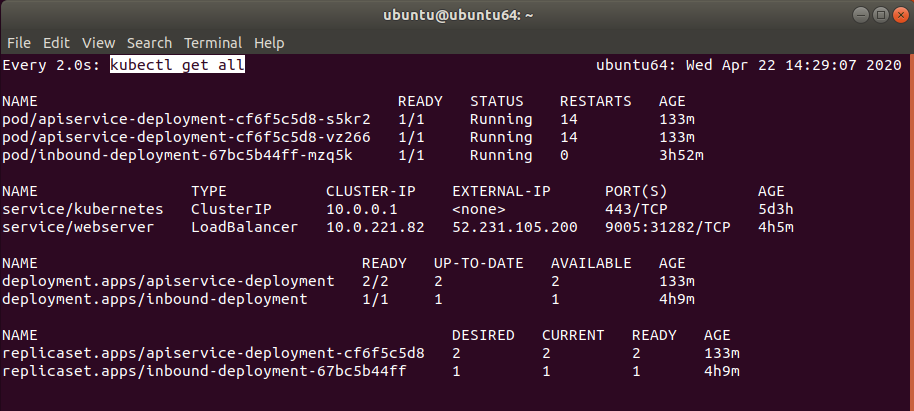 ubuntu@ubuntu64: ~
File Edit View Search Terminal Help
Every 2.0s: kubectl get all ubuntu64: Wed Apr 22 14:29:07 2020
NAME READY STATUS RESTARTS AGE
pod/apiservice-deployment-cf6f5c5d8-s5kr2 1/1 Running 14 133m
pod/apiservice-deployment-cf6f5c5d8-vz266 1/1 Running 14 133m
pod/inbound-deployment-67bc5b44ff-mzq5k 1/1 Running 0 3h52m
NAME TYPE CLUSTER-IP EXTERNAL-IP PORT(S) AGE
service/kubernetes ClusterIP 10.0.0.1 <none> 443/TCP 5d3h
service/webserver LoadBalancer 10.0.221.82 52.231.105.200 9005:31282/TCP 4h5m
NAME READY UP-TO-DATE AVAILABLE AGE
deployment.apps/apiservice-deployment 2/2 2 2 133m
deployment.apps/inbound-deployment 1/1 1 1 4h9m
NAME DESIRED CURRENT READY AGE
replicaset.apps/apiservice-deployment-cf6f5c5d8 2 2 2 133m
replicaset.apps/inbound-deployment-67bc5b44ff 1 1 1 4h9m